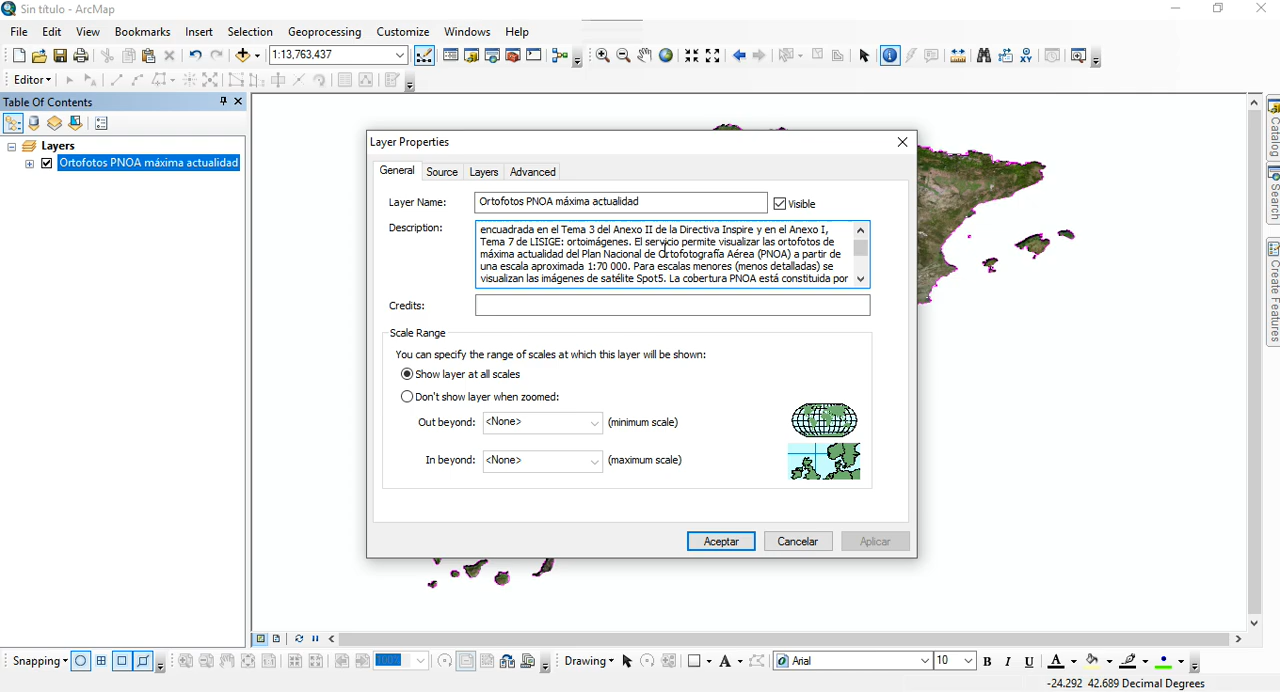 Sin título - ArcMap
File Edit View Bookmarks Insert Selection Geoprocessing Customize Windows Help
1:13,763,437
Editor
Table Of Contents
Layers
Ortofotos PNOA máxima actualidad
Layer Properties
General Source Layers Advanced
Layer Name: Ortofotos PNOA máxima actualidad Visible
Description: encuadrada en el Tema 3 del Anexo II de la Directiva Inspire y en el Anexo I,
Tema 7 de LISIGE: ortoimágenes. El servicio permite visualizar las ortofotos de
máxima actualidad del Plan Nacional de Ortofotografía Aérea (PNOA) a partir de
una escala aproximada 1:70 000. Para escalas menores (menos detalladas) se
visualizan las imágenes de satélite Spot5. La cobertura PNOA está constituida por
Credits:
Scale Range
You can specify the range of scales at which this layer will be shown:
Show layer at all scales
Don't show layer when zoomed:
Out beyond: <None> (minimum scale)
In beyond: <None> (maximum scale)
Aceptar Cancelar Aplicar
Catalog
Search
Create Features
Snapping 100% Drawing Arial 10 B I U A
-24.292 42.689 Decimal Degrees